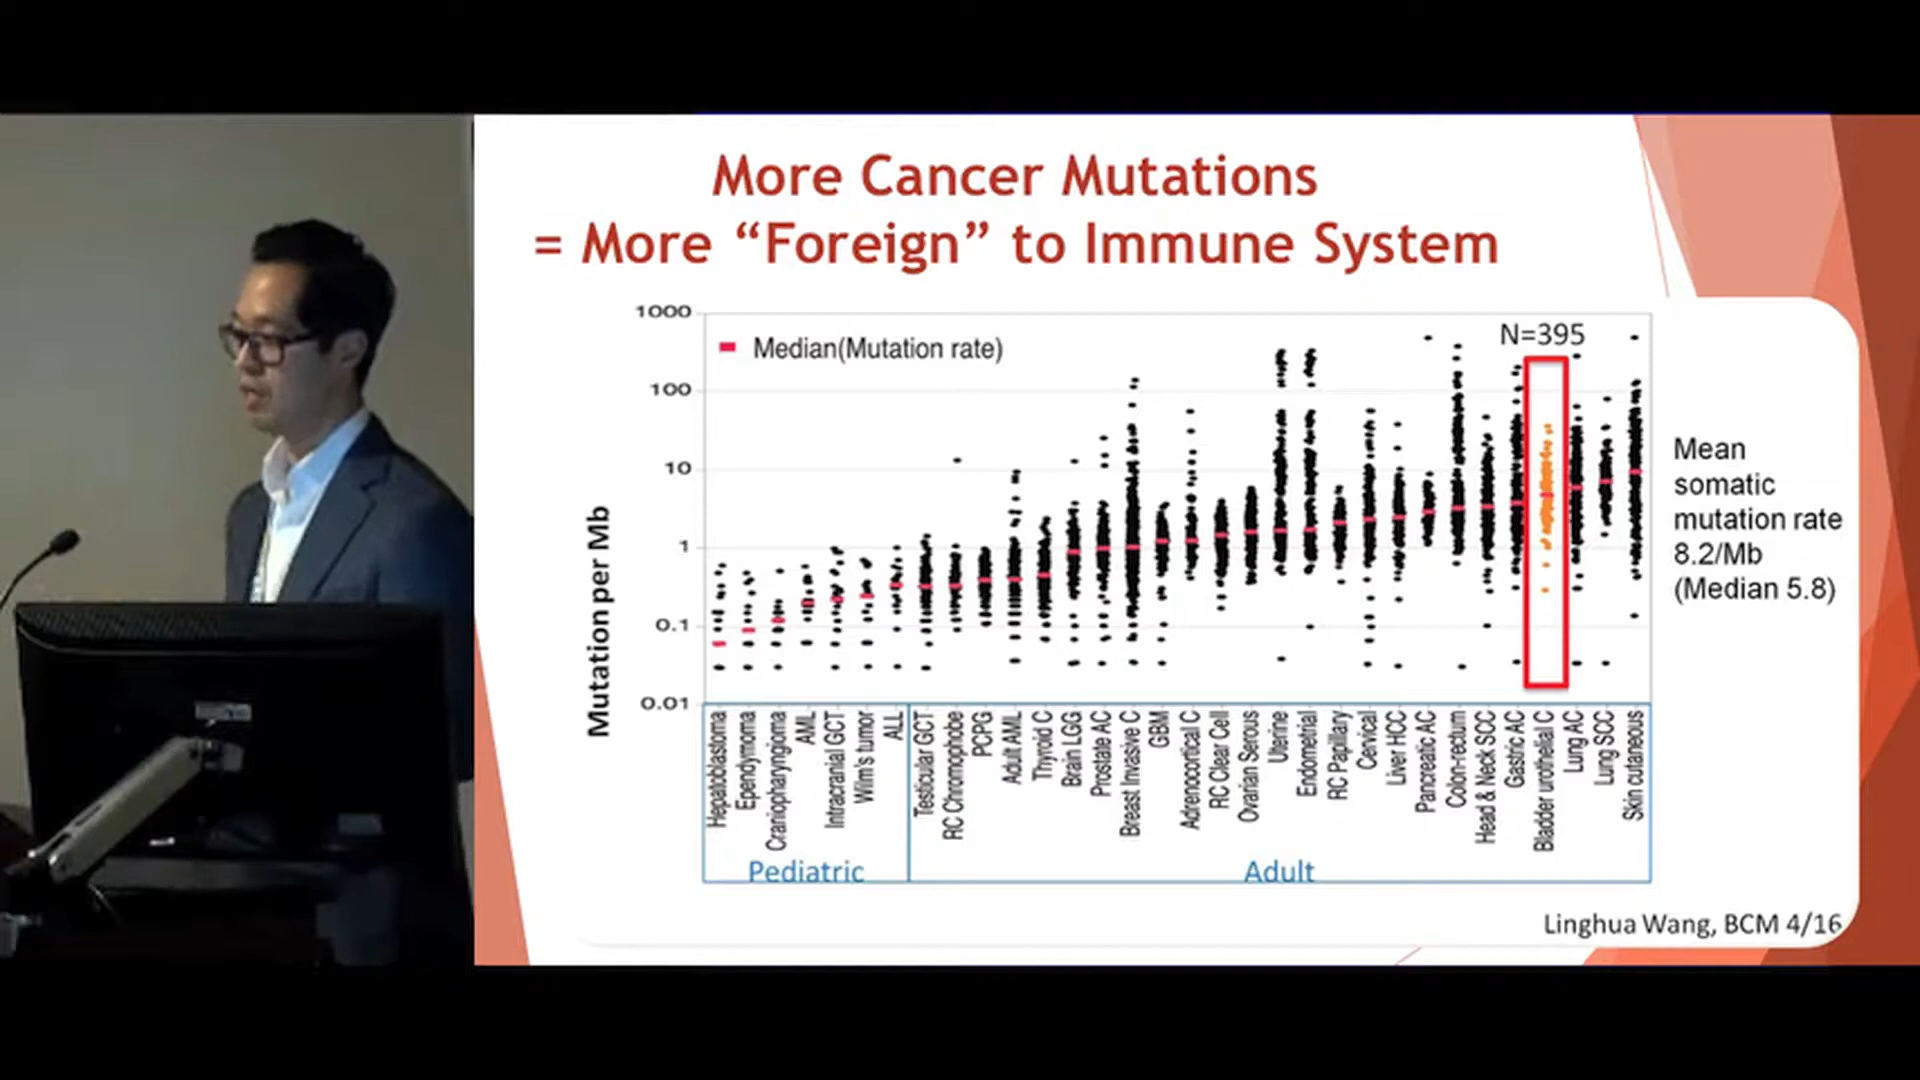 More Cancer Mutations
= More “Foreign” to Immune System
1000
100
10
1
0.1
0.01
Mutation per Mb
Median(Mutation rate)
N=395
Mean
somatic
mutation rate
8.2/Mb
(Median 5.8)
Hepatoblastoma
Ependymoma
Craniopharyngioma
AML
Intracranial GCT
Wilm's tumor
ALL
Testicular GCT
RC Chromophobe
PCPG
Adult AML
Thyroid C
Brain LGG
Prostate AC
Breast Invasive C
GBM
Adrenocortical C
RC Clear Cell
Ovarian Serous
Uterine
Endometrial
RC Papillary
Cervical
Liver HCC
Pancreatic AC
Colon-rectum
Head & Neck SCC
Gastric AC
Bladder urothelial C
Lung AC
Lung SCC
Skin cutaneous
Pediatric
Adult
Linghua Wang, BCM 4/16